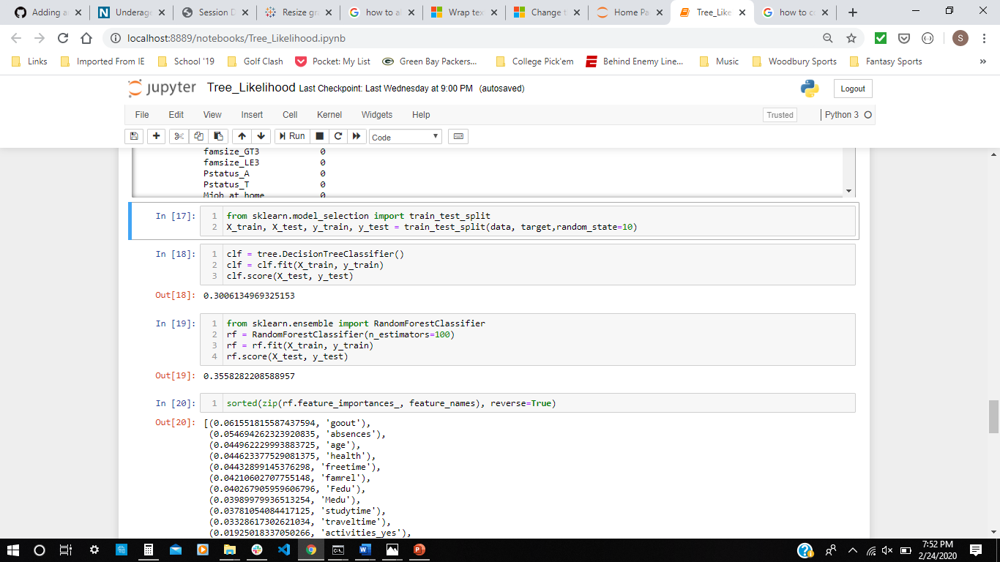 Adding a
Underage
Session D
Resize gr
how to al
Wrap tex
Change t
Home Pa
Tree_Like
how to co
localhost:8889/notebooks/Tree_Likelihood.ipynb
S
Links
Imported From IE
School '19
Golf Clash
Pocket: My List
Green Bay Packers...
College Pick'em
Behind Enemy Line...
Music
Woodbury Sports
Fantasy Sports
»
jupyter Tree_Likelihood Last Checkpoint: Last Wednesday at 9:00 PM (autosaved)
Logout
File Edit View Insert Cell Kernel Widgets Help
Trusted
Python 3
Run
Code
famsize_GT3 0
famsize_LE3 0
Pstatus_A 0
Pstatus_T 0
Mjob_at_home 0
In [17]:
1 from sklearn.model_selection import train_test_split
2 X_train, X_test, y_train, y_test = train_test_split(data, target,random_state=10)
In [18]:
1 clf = tree.DecisionTreeClassifier()
2 clf = clf.fit(X_train, y_train)
3 clf.score(X_test, y_test)
Out[18]: 0.3006134969325153
In [19]:
1 from sklearn.ensemble import RandomForestClassifier
2 rf = RandomForestClassifier(n_estimators=100)
3 rf = rf.fit(X_train, y_train)
4 rf.score(X_test, y_test)
Out[19]: 0.3558282208588957
In [20]:
1 sorted(zip(rf.feature_importances_, feature_names), reverse=True)
Out[20]: [(0.061551815587437594, 'goout'),
(0.054694262323920835, 'absences'),
(0.044962229993883725, 'age'),
(0.044623377529081375, 'health'),
(0.04432899145376298, 'freetime'),
(0.04210602707755148, 'famrel'),
(0.040267905959606796, 'Fedu'),
(0.03989979936513254, 'Medu'),
(0.03781054084417125, 'studytime'),
(0.03328617302621034, 'traveltime'),
(0.01925018337050266, 'activities_yes'),
7:52 PM
2/24/2020